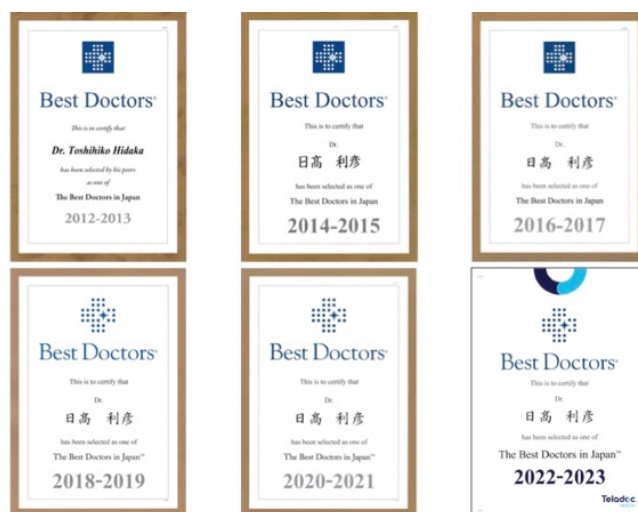 Best Doctors®
This is to certify that
Dr. Toshihiko Hidaka
has been selected by his peers
as one of
The Best Doctors in Japan
2012-2013
Best Doctors®
This is to certify that
Dr.
日高 利彦
has been selected as one of
The Best Doctors in Japan
2014-2015
Best Doctors®
This is to certify that
Dr.
日高 利彦
has been selected as one of
The Best Doctors in Japan
2016-2017
Best Doctors®
This is to certify that
Dr.
日高 利彦
has been selected as one of
The Best Doctors in Japan™
2018-2019
Best Doctors®
This is to certify that
Dr.
日高 利彦
has been selected as one of
The Best Doctors in Japan™
2020-2021
Best Doctors®
This is to certify that
Dr.
日高 利彦
has been selected as one of
The Best Doctors in Japan™
2022-2023
Teladoc
HEALTH